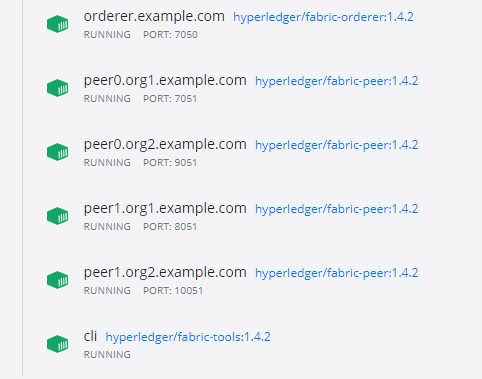 orderer.example.com hyperledger/fabric-orderer:1.4.2
RUNNING PORT: 7050
peer0.org1.example.com hyperledger/fabric-peer:1.4.2
RUNNING PORT: 7051
peer0.org2.example.com hyperledger/fabric-peer:1.4.2
RUNNING PORT: 9051
peer1.org1.example.com hyperledger/fabric-peer:1.4.2
RUNNING PORT: 8051
peer1.org2.example.com hyperledger/fabric-peer:1.4.2
RUNNING PORT: 10051
cli hyperledger/fabric-tools:1.4.2
RUNNING